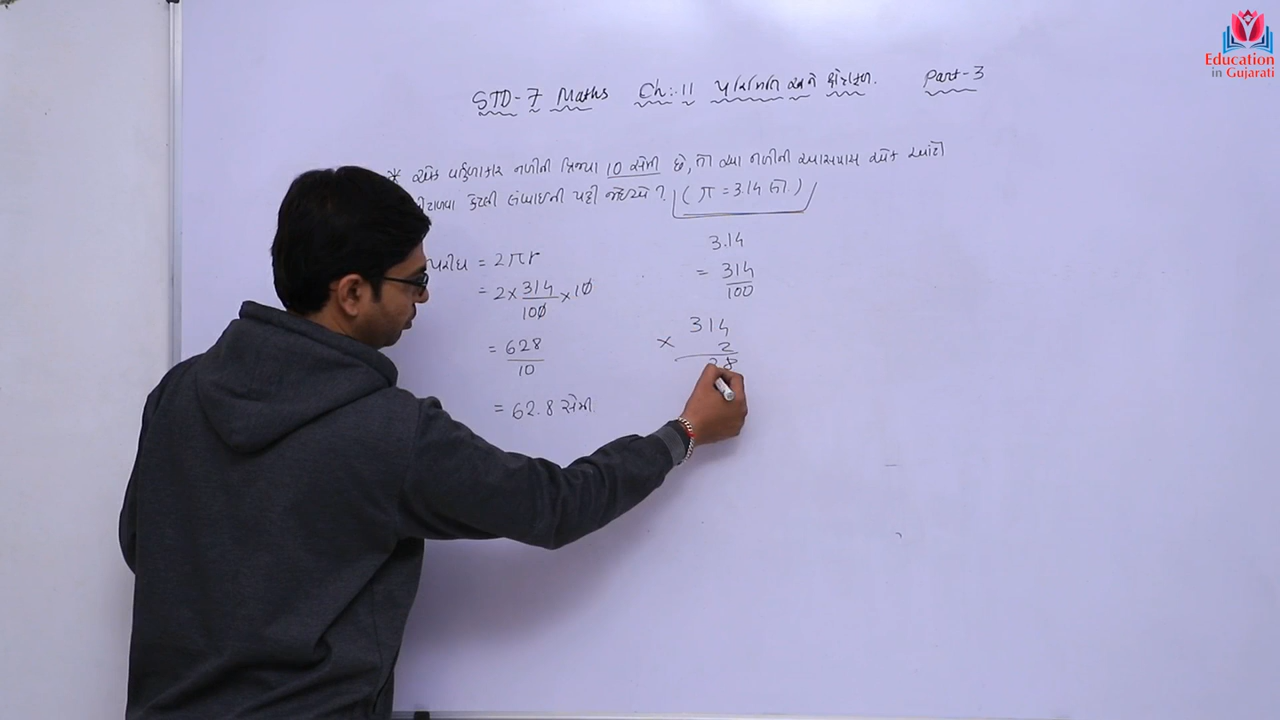 STD-7 Maths Ch:-11 પરિમિતિ અને ક્ષેત્રફળ. Part-3
* એક વર્તુળાકાર નળીની ત્રિજ્યા 10 સેમી છે, તો આ નળીની આસપાસ એક આંટો
વીંટાળવા કેટલી લંબાઈની પટ્ટી જોઈએ? (π = 3.14 લો.)
પરીઘ = 2πr
= 2 × 314/100 × 10
= 628/10
= 62.8 સેમી.
3.14
= 314/100
314
× 2
28
Education
in Gujarati